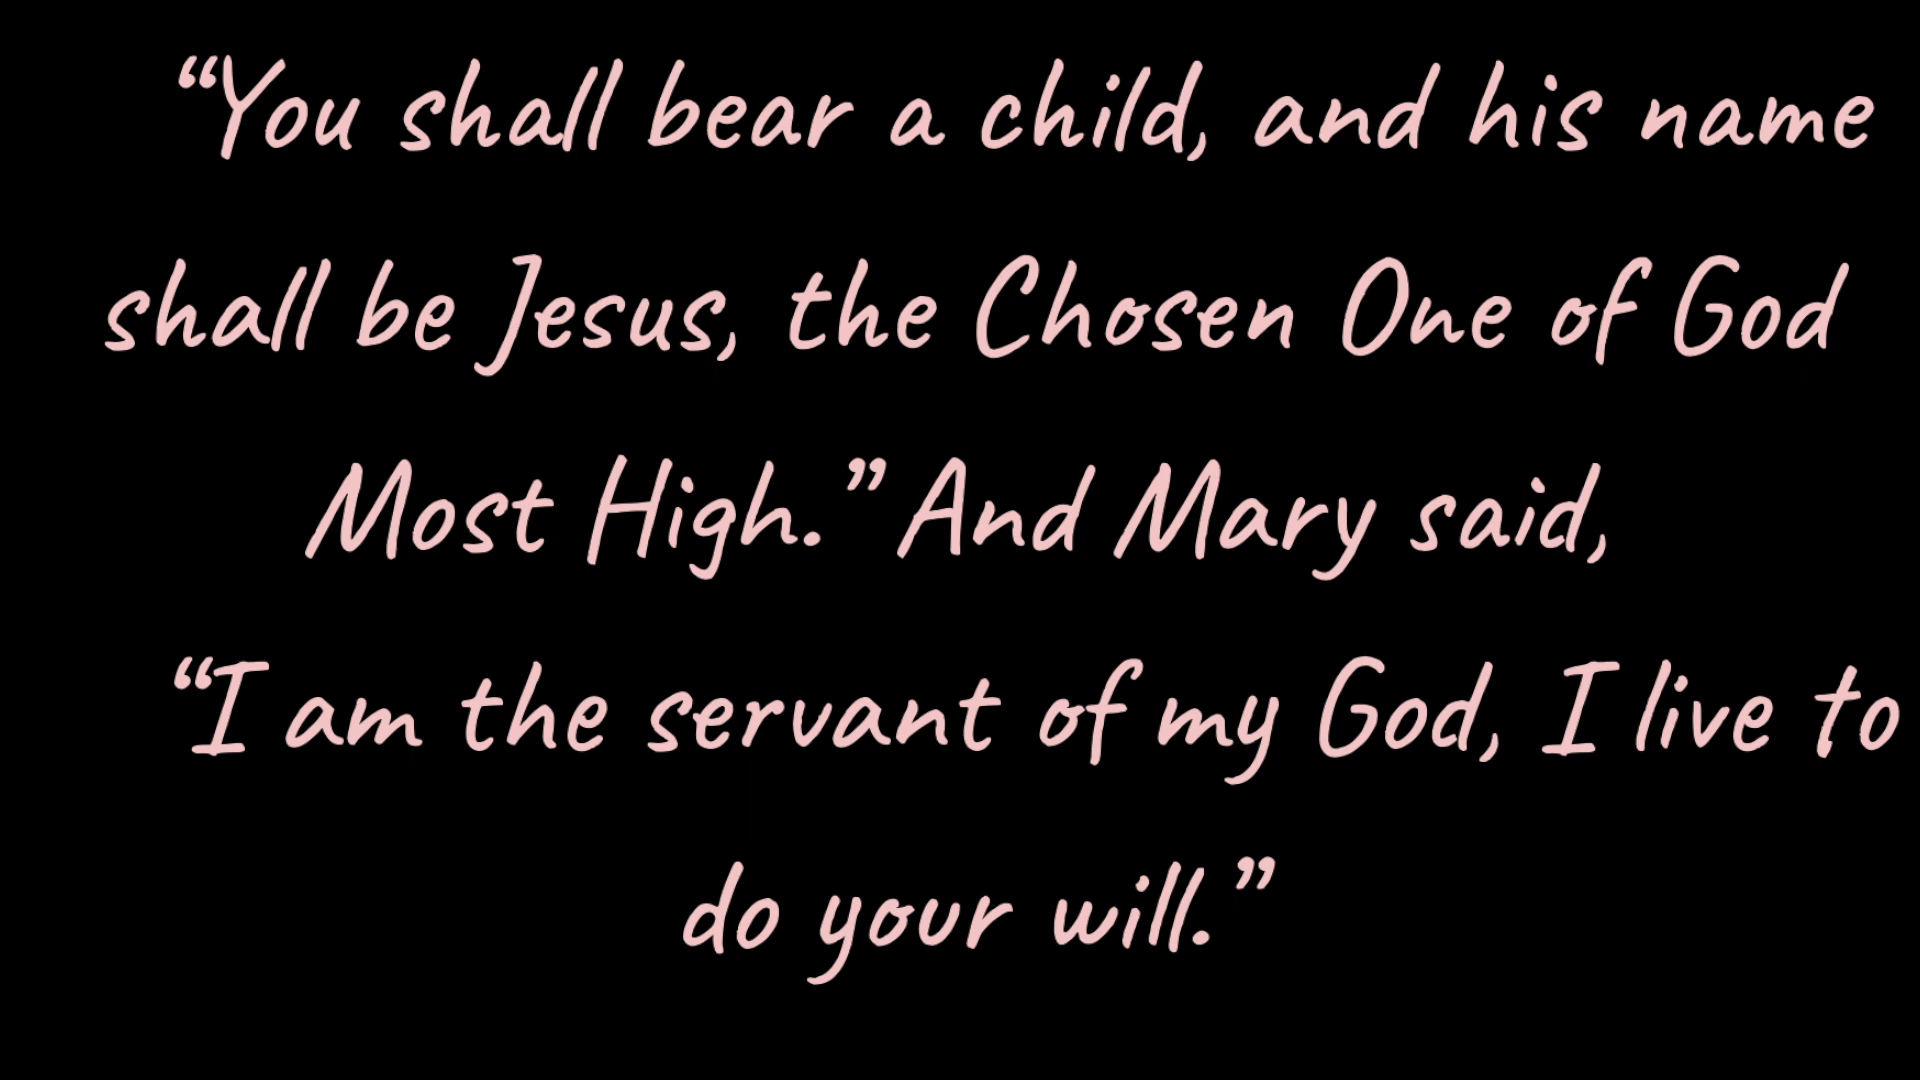 “You shall bear a child, and his name
shall be Jesus, the Chosen One of God
Most High.” And Mary said,
“I am the servant of my God, I live to
do your will.”